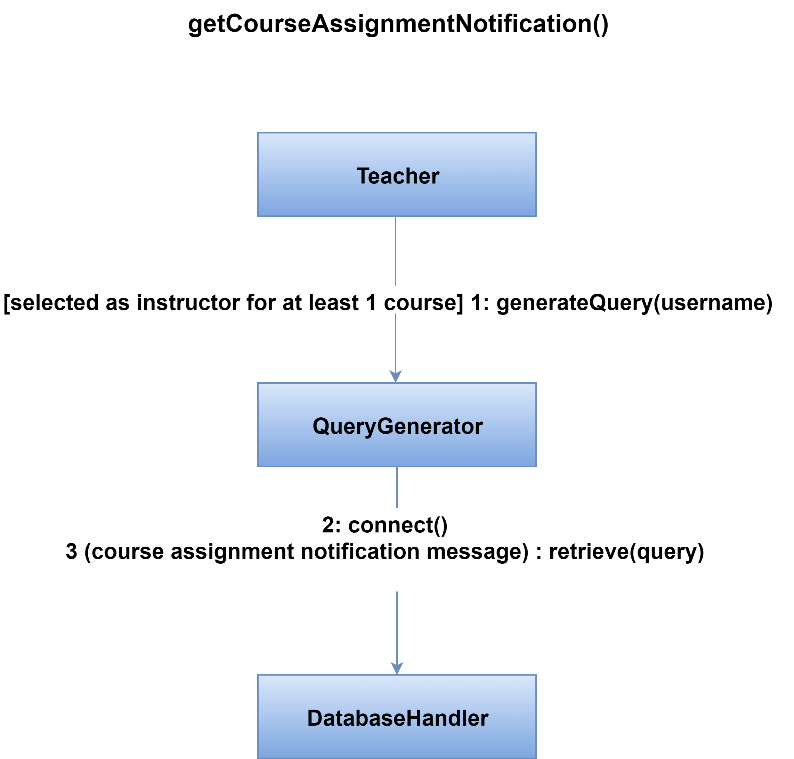 getCourseAssignmentNotification()
Teacher
[selected as instructor for at least 1 course] 1: generateQuery(username)
QueryGenerator
2: connect()
3 (course assignment notification message) : retrieve(query)
DatabaseHandler